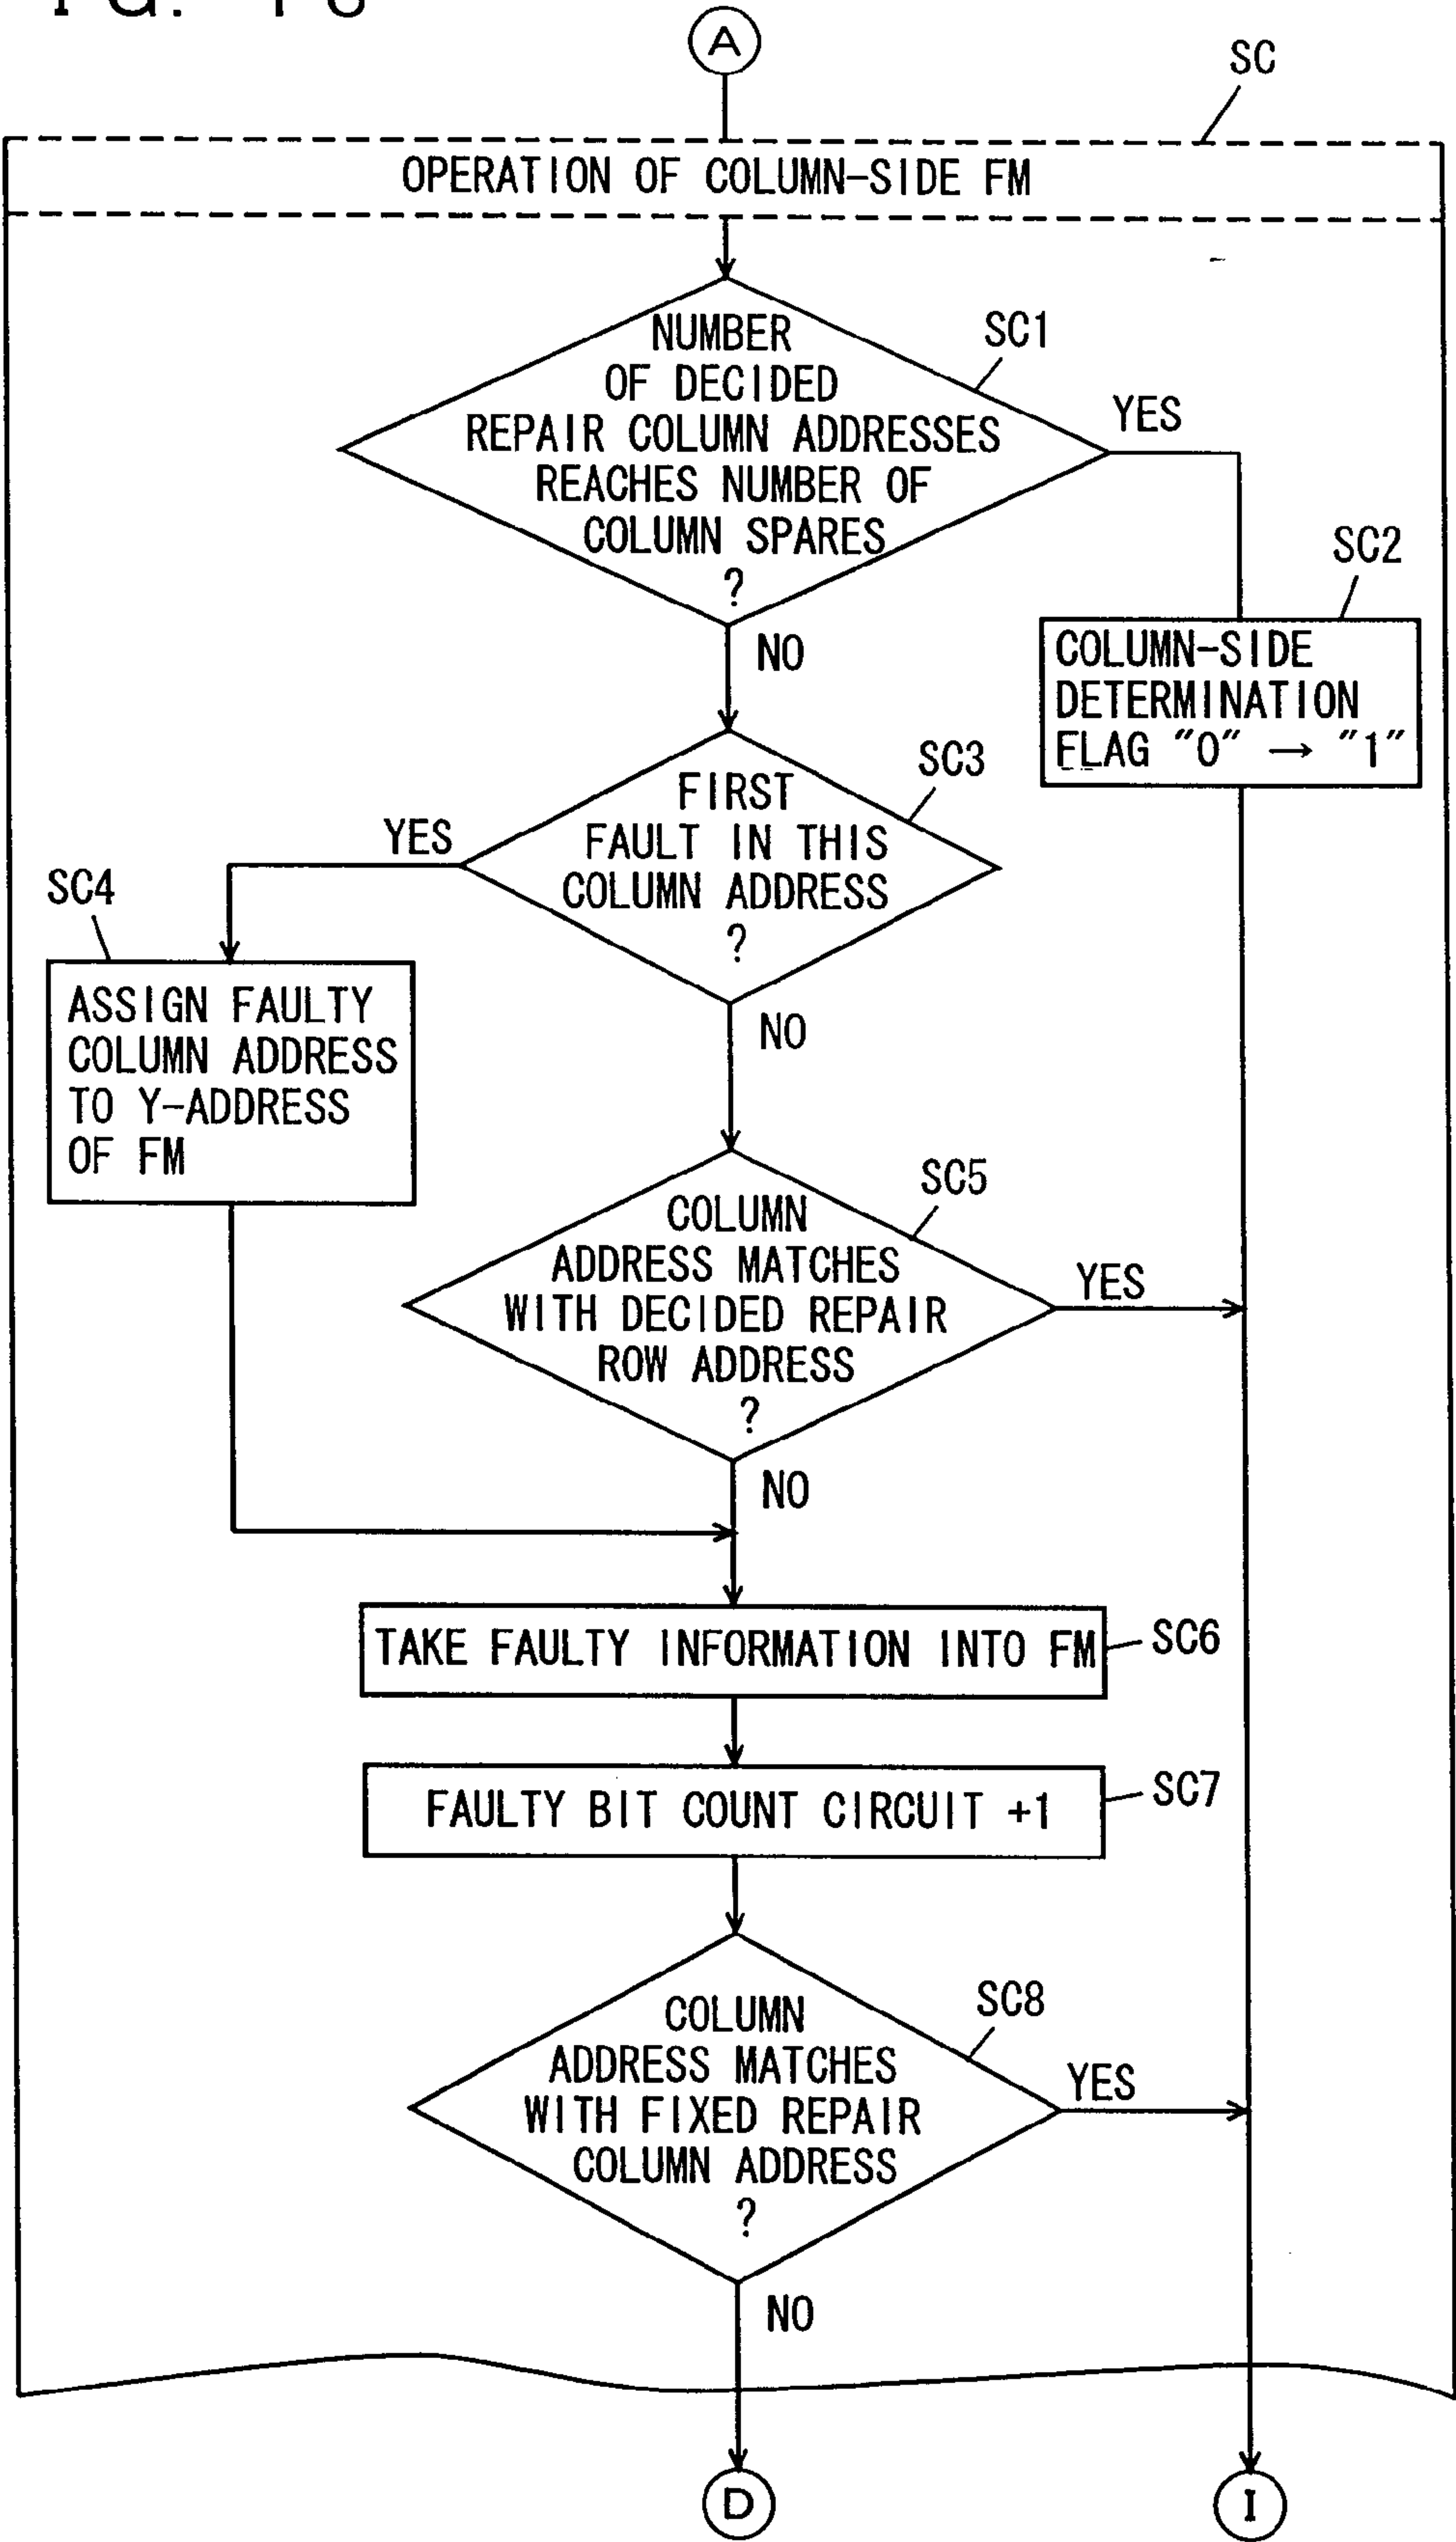 A
SC
OPERATION OF COLUMN-SIDE FM
NUMBER
OF DECIDED
REPAIR COLUMN ADDRESSES
REACHES NUMBER OF
COLUMN SPARES
?
SC1
YES
NO
SC2
COLUMN-SIDE
DETERMINATION
FLAG "0" → "1"
FIRST
FAULT IN THIS
COLUMN ADDRESS
?
SC3
YES
NO
SC4
ASSIGN FAULTY
COLUMN ADDRESS
TO Y-ADDRESS
OF FM
COLUMN
ADDRESS MATCHES
WITH DECIDED REPAIR
ROW ADDRESS
?
SC5
YES
NO
TAKE FAULTY INFORMATION INTO FM
SC6
FAULTY BIT COUNT CIRCUIT +1
SC7
COLUMN
ADDRESS MATCHES
WITH FIXED REPAIR
COLUMN ADDRESS
?
SC8
YES
NO
D
I